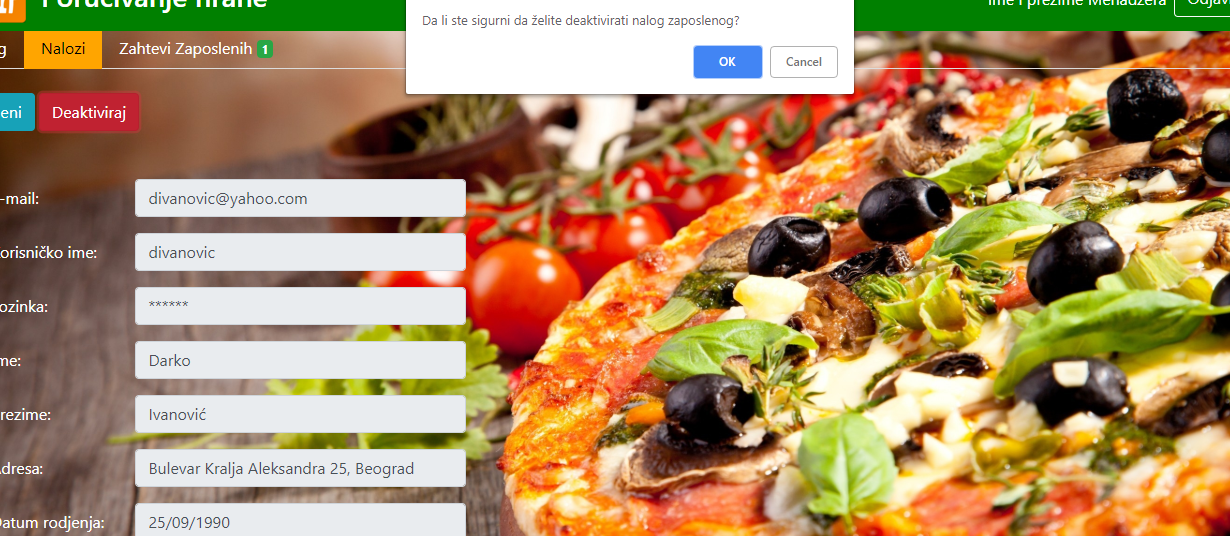 Poručivanje hrane
Ime i prezime Menadžera
Da li ste sigurni da želite deaktivirati nalog zaposlenog?
OK
Cancel
Nalozi
Zahtevi Zaposlenih 1
eni
Deaktiviraj
-mail:
divanovic@yahoo.com
orisničko ime:
divanovic
ozinka:
******
me:
Darko
rezime:
Ivanović
dresa:
Bulevar Kralja Aleksandra 25, Beograd
Datum rodjenja:
25/09/1990